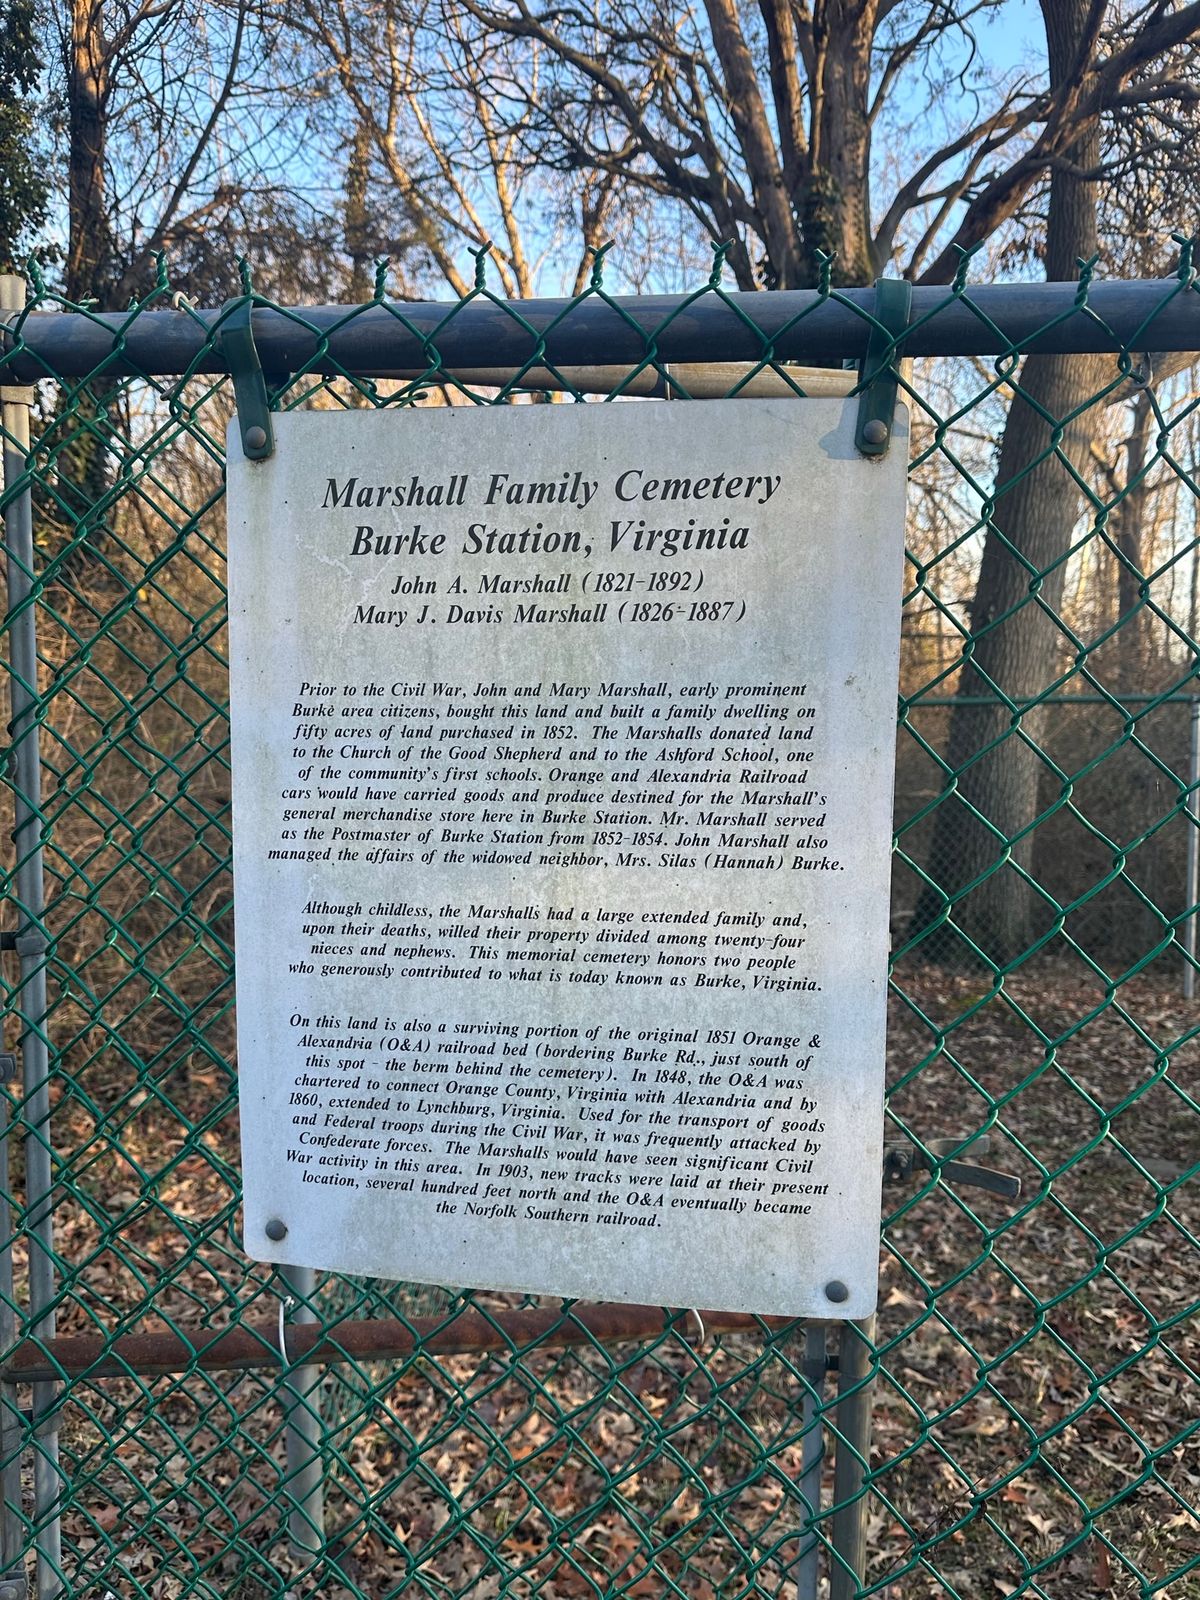 Marshall Family Cemetery
Burke Station, Virginia
John A. Marshall (1821-1892)
Mary J. Davis Marshall (1826-1887)
Prior to the Civil War, John and Mary Marshall, early prominent
Burke area citizens, bought this land and built a family dwelling on
fifty acres of land purchased in 1852. The Marshalls donated land
to the Church of the Good Shepherd and to the Ashford School, one
of the community's first schools. Orange and Alexandria Railroad
cars would have carried goods and produce destined for the Marshall's
general merchandise store here in Burke Station. Mr. Marshall served
as the Postmaster of Burke Station from 1852-1854. John Marshall also
managed the affairs of the widowed neighbor, Mrs. Silas (Hannah) Burke.
Although childless, the Marshalls had a large extended family and,
upon their deaths, willed their property divided among twenty-four
nieces and nephews. This memorial cemetery honors two people
who generously contributed to what is today known as Burke, Virginia.
On this land is also a surviving portion of the original 1851 Orange &
Alexandria (O&A) railroad bed (bordering Burke Rd., just south of
this spot - the berm behind the cemetery). In 1848, the O&A was
chartered to connect Orange County, Virginia with Alexandria and by
1860, extended to Lynchburg, Virginia. Used for the transport of goods
and Federal troops during the Civil War, it was frequently attacked by
Confederate forces. The Marshalls would have seen significant Civil
War activity in this area. In 1903, new tracks were laid at their present
location, several hundred feet north and the O&A eventually became
the Norfolk Southern railroad.